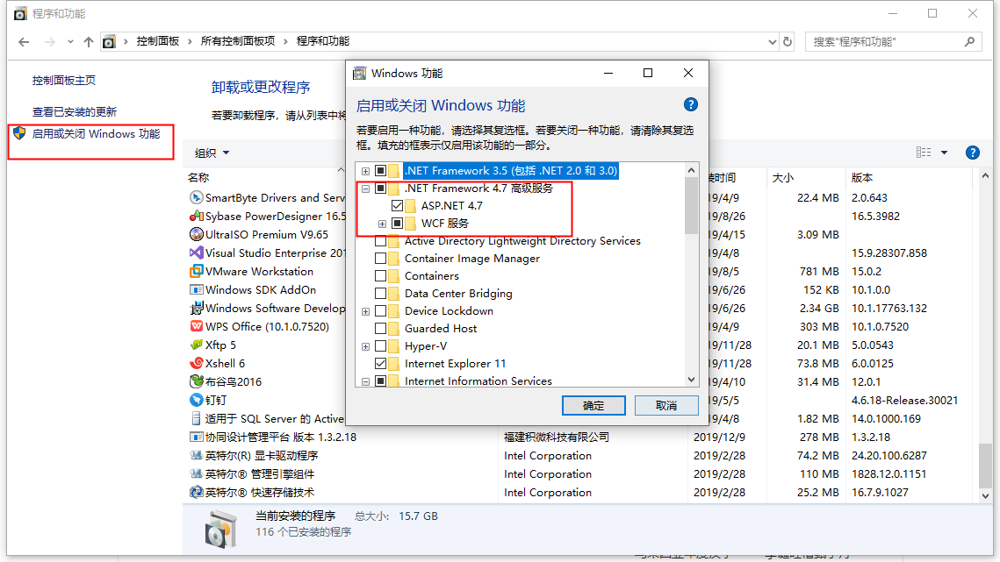 程序和功能
控制面板 > 所有控制面板项 > 程序和功能
搜索"程序和功能"
控制面板主页
查看已安装的更新
启用或关闭 Windows 功能
卸载或更改程序
若要卸载程序，请从列表中将
组织
名称
装时间 大小 版本
SmartByte Drivers and Serv 19/4/9 22.4 MB 2.0.643
Sybase PowerDesigner 16.5 19/8/26 16.5.3982
UltraISO Premium V9.65 19/4/15 3.09 MB
Visual Studio Enterprise 201 19/4/8 15.9.28307.858
VMware Workstation 19/8/5 781 MB 15.0.2
Windows SDK AddOn 19/6/26 152 KB 10.1.0.0
Windows Software Develop 19/6/26 2.34 GB 10.1.17763.132
WPS Office (10.1.0.7520) 19/4/9 303 MB 10.1.0.7520
Xftp 5 19/11/28 20.1 MB 5.0.0543
Xshell 6 19/11/28 73.8 MB 6.0.0125
布谷鸟2016 19/4/10 31.4 MB 12.0.1
钉钉 19/5/5 4.6.18-Release.30021
适用于 SQL Server 的 Active 19/4/8 1.82 MB 14.0.1000.169
协同设计管理平台 版本 1.3.2.18 福建积微科技有限公司 2019/12/9 278 MB 1.3.2.18
英特尔(R) 显卡驱动程序 Intel Corporation 2019/2/28 74.2 MB 24.20.100.6287
英特尔® 管理引擎组件 Intel Corporation 2019/2/28 110 MB 1828.12.0.1151
英特尔® 快速存储技术 Intel Corporation 2019/2/28 25.2 MB 16.7.9.1027
当前安装的程序 总大小: 15.7 GB
116 个已安装的程序
Windows 功能
启用或关闭 Windows 功能
若要启用一种功能，请选择其复选框。若要关闭一种功能，请清除其复选
框。填充的框表示仅启用该功能的一部分。
.NET Framework 3.5 (包括 .NET 2.0 和 3.0)
.NET Framework 4.7 高级服务
ASP.NET 4.7
WCF 服务
Active Directory Lightweight Directory Services
Container Image Manager
Containers
Data Center Bridging
Device Lockdown
Guarded Host
Hyper-V
Internet Explorer 11
Internet Information Services
确定 取消